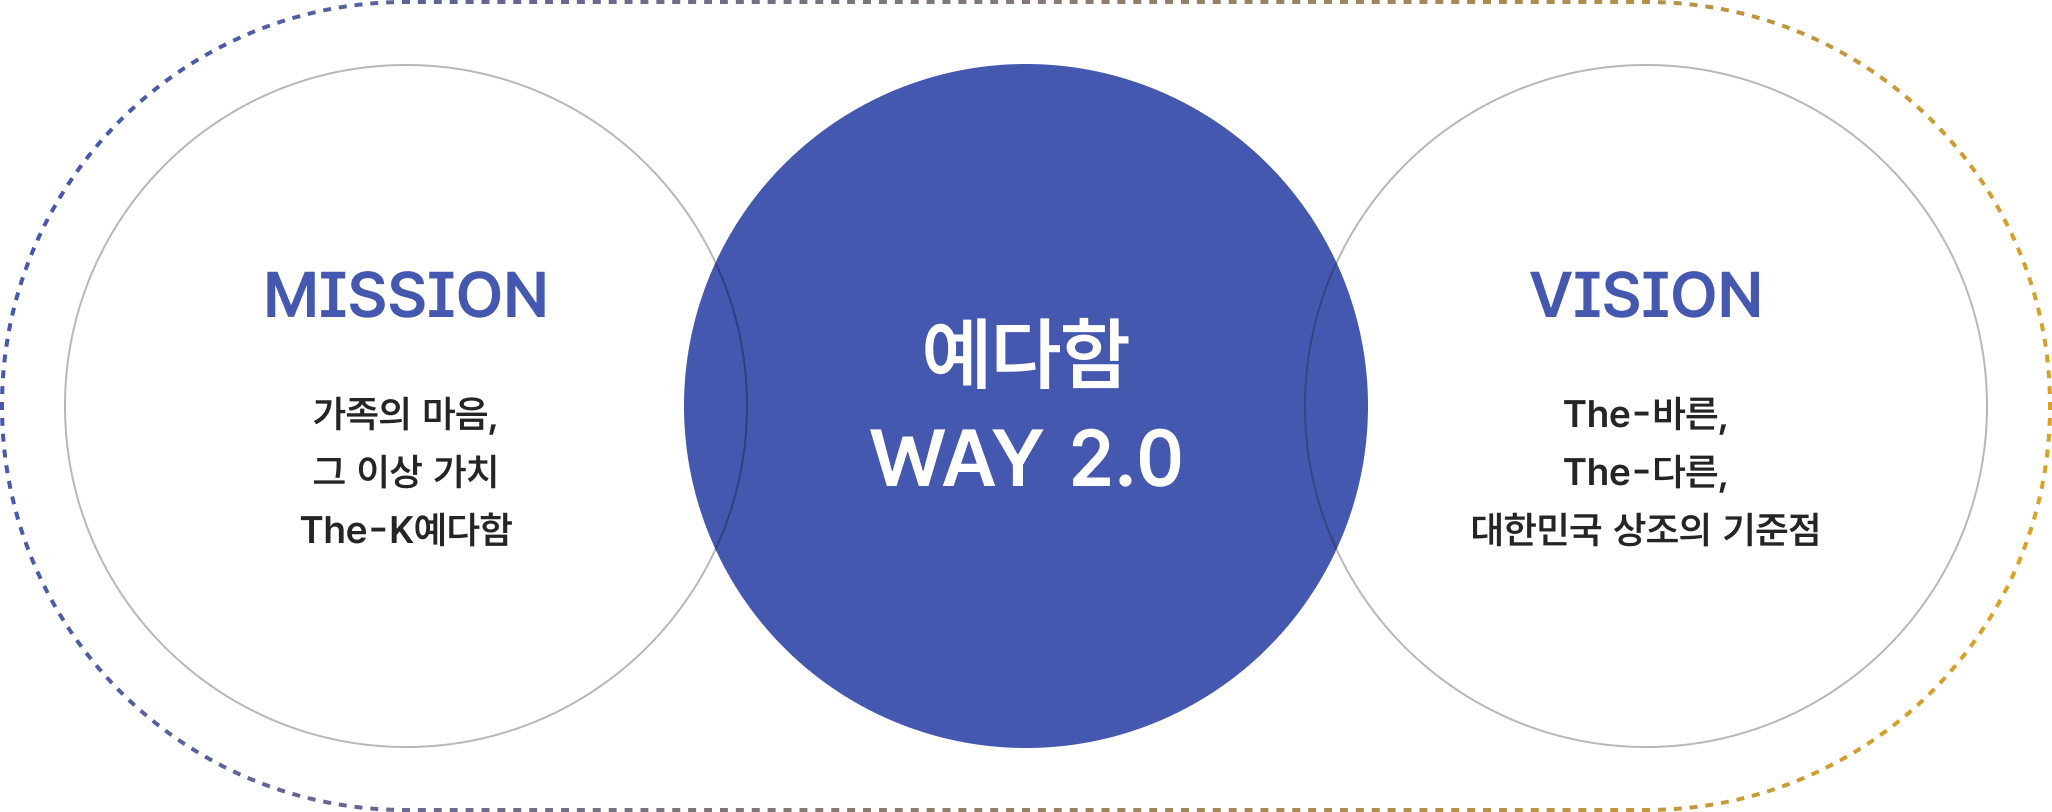 MISSION
가족의 마음,
그 이상 가치
The-K예다함
예다함
WAY 2.0
VISION
The-바른,
The-다른,
대한민국 상조의 기준점